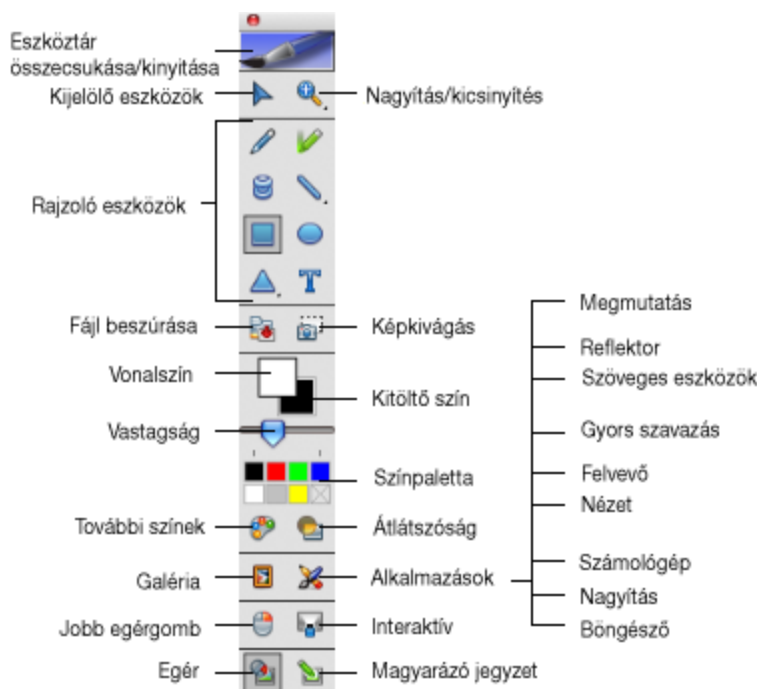 Eszköztár
összecsukása/kinyitása
Kijelölő eszközök
Nagyítás/kicsinyítés
Rajzoló eszközök
Fájl beszúrása
Képkivágás
Vonalszín
Kitöltő szín
Vastagság
Színpaletta
További színek
Átlátszóság
Galéria
Alkalmazások
Jobb egérgomb
Interaktív
Egér
Magyarázó jegyzet
Megmutatás
Reflektor
Szöveges eszközök
Gyors szavazás
Felvevő
Nézet
Számológép
Nagyítás
Böngésző